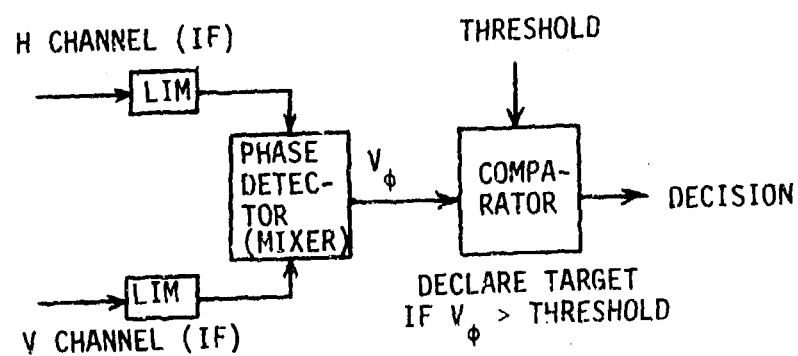 H CHANNEL (IF)
THRESHOLD
LIM
PHASE
DETEC-
TOR
(MIXER)
Vϕ
COMPA-
RATOR
DECISION
LIM
V CHANNEL (IF)
DECLARE TARGET
IF Vϕ > THRESHOLD